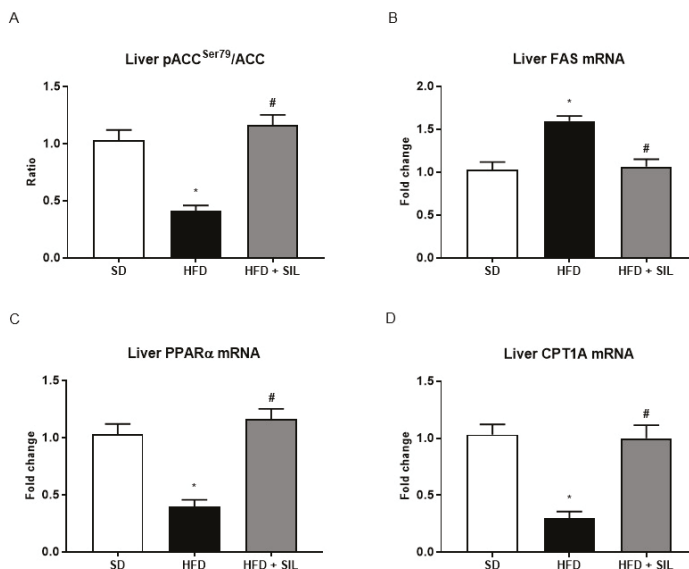 A
Liver pACC^Ser79/ACC
Ratio
1.5
1.0
0.5
0.0
*
#
SD HFD HFD + SIL
B
Liver FAS mRNA
Fold change
2.0
1.5
1.0
0.5
0.0
*
#
SD HFD HFD + SIL
C
Liver PPARα mRNA
Fold change
1.5
1.0
0.5
0.0
*
#
SD HFD HFD + SIL
D
Liver CPT1A mRNA
Fold change
1.5
1.0
0.5
0.0
*
#
SD HFD HFD + SIL